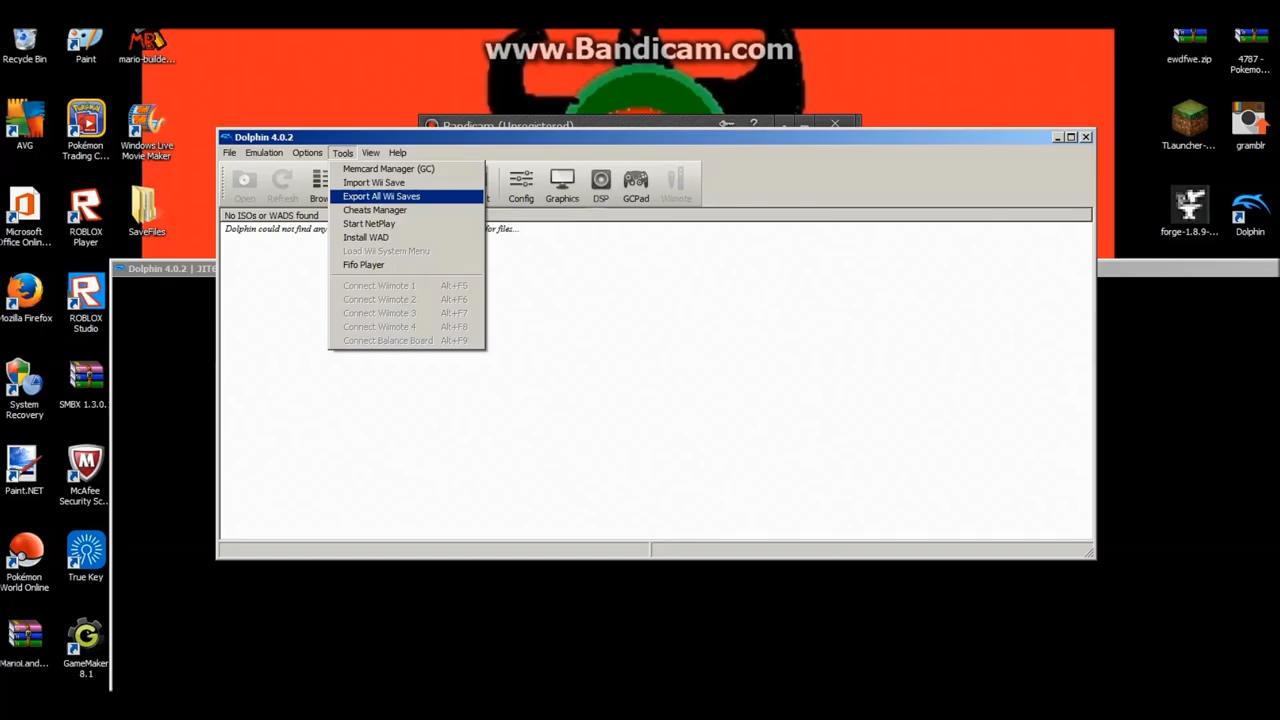 www.Bandicam.com
Recycle Bin
Paint
mario-builde...
ewdfwe.zip
4787 - Pokemo...
Bandicam (Unregistered)
Dolphin 4.0.2
File Emulation Options Tools View Help
Memcard Manager (GC)
Import Wii Save
Export All Wii Saves
Cheats Manager
Start NetPlay
Install WAD
Load Wii System Menu
Fifo Player
Connect Wiimote 1 Alt+F5
Connect Wiimote 2 Alt+F6
Connect Wiimote 3 Alt+F7
Connect Wiimote 4 Alt+F8
Connect Balance Board Alt+F9
Open Refresh Brow Config Graphics DSP GCPad Wiimote
No ISOs or WADS found
Dolphin could not find any
or files...
AVG
Pokémon Trading C...
Windows Live Movie Maker
TLauncher-...
gramblr
Microsoft Office Onlin...
ROBLOX Player
SaveFiles
forge-1.8.9-...
Dolphin
Dolphin 4.0.2 | JIT6
Mozilla Firefox
ROBLOX Studio
System Recovery
SMBX 1.3.0.
Paint.NET
McAfee Security Sc...
Pokémon World Online
True Key
MarioLand...
GameMaker 8.1